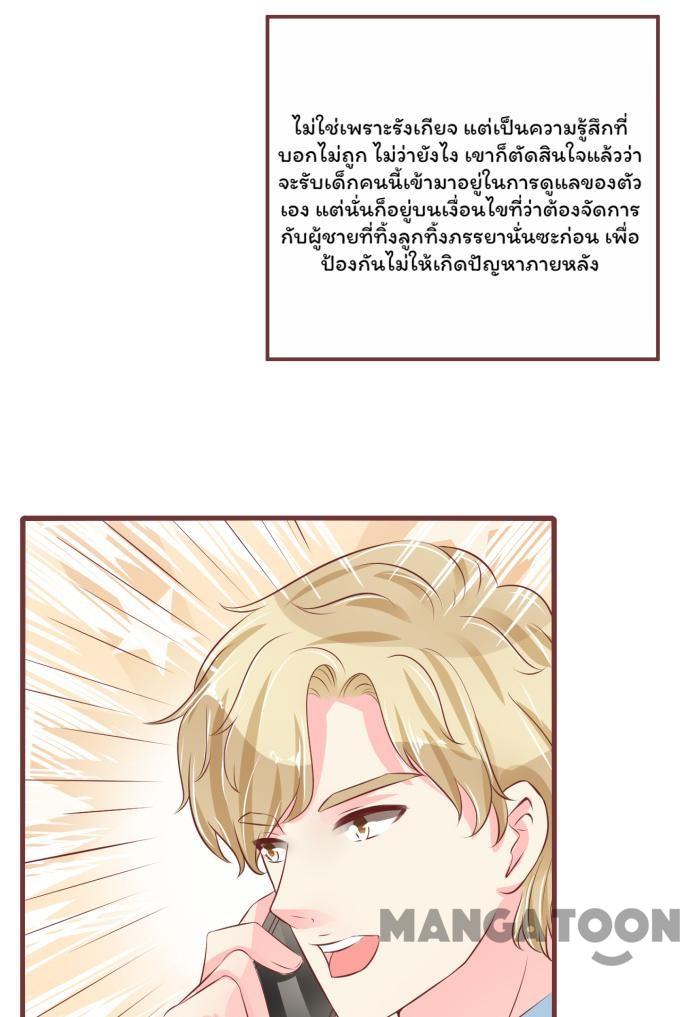 ไม่ใช่เพราะรังเกียจ แต่เป็นความรู้สึกที่
บอกไม่ถูก ไม่ว่ายังไง เขาก็ตัดสินใจแล้วว่า
จะรับเด็กคนนี้เข้ามาอยู่ในการดูแลของตัว
เอง แต่นั่นก็อยู่บนเงื่อนไขที่ว่าต้องจัดการ
กับผู้ชายที่ทิ้งลูกทิ้งภรรยานั่นซะก่อน เพื่อ
ป้องกันไม่ให้เกิดปัญหาภายหลัง
MANGATOON